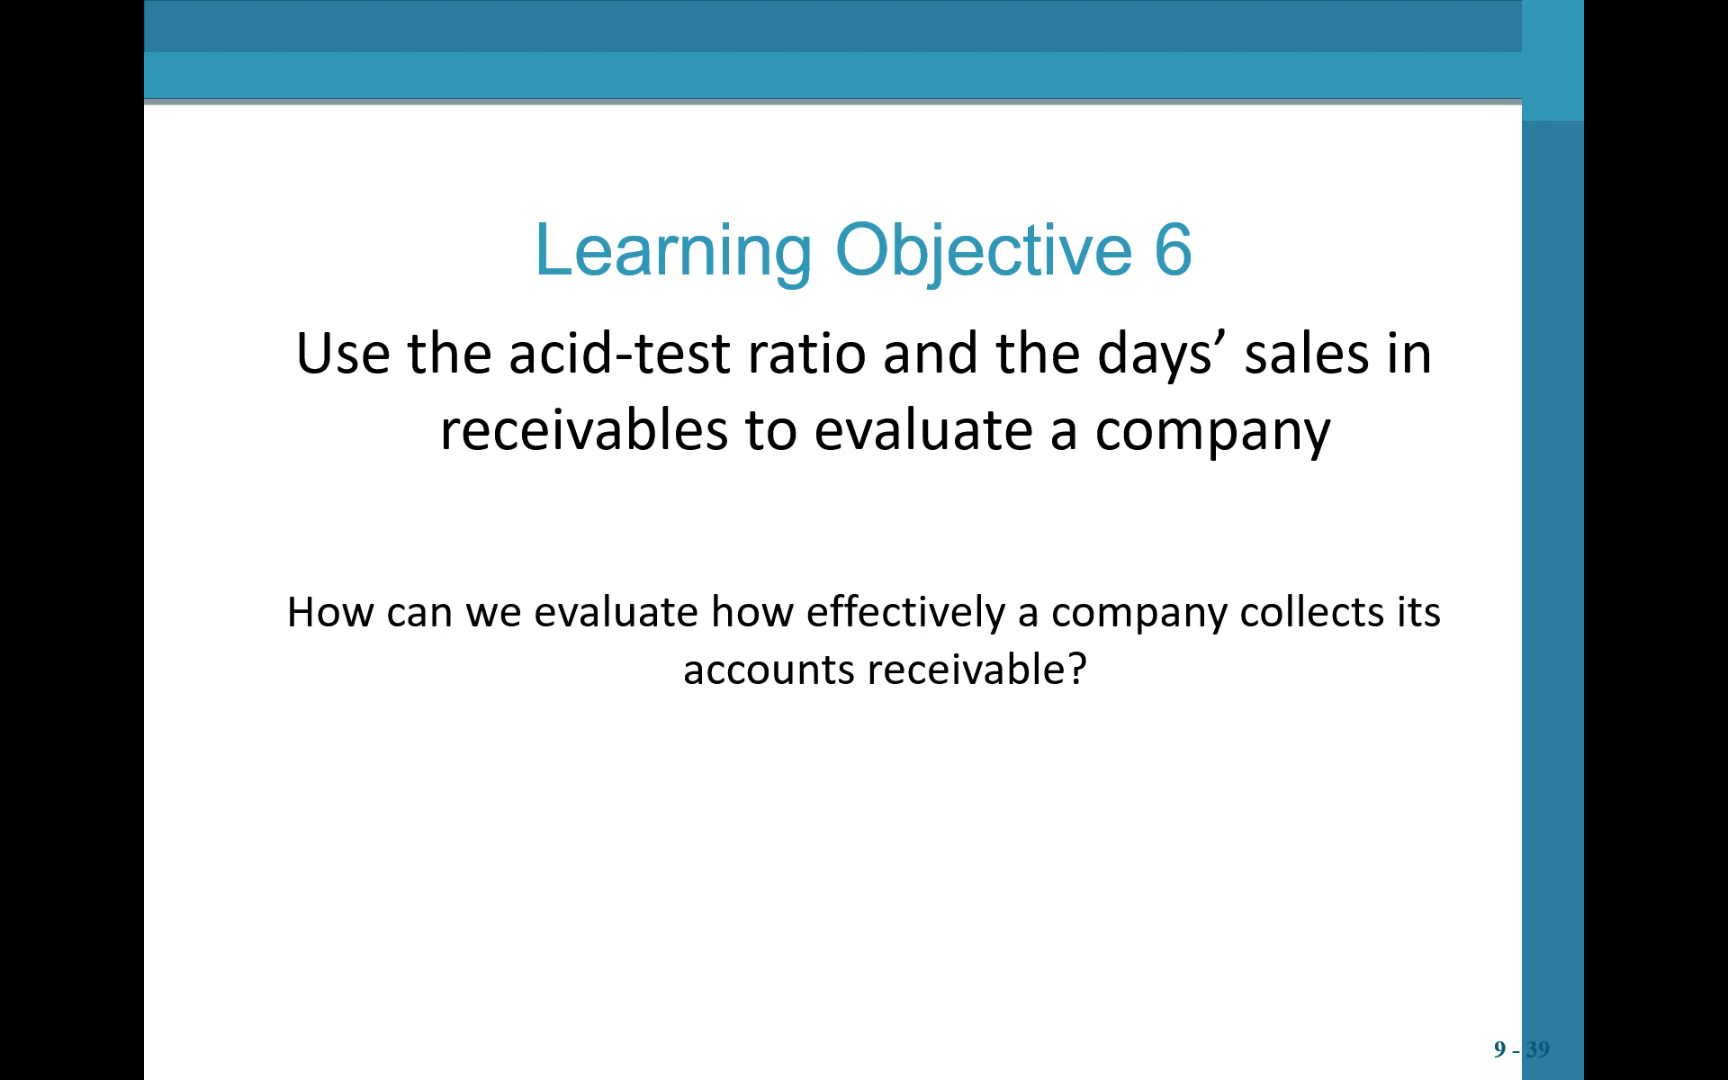 Learning Objective 6
Use the acid-test ratio and the days’ sales in
receivables to evaluate a company
How can we evaluate how effectively a company collects its
accounts receivable?
9 - 39